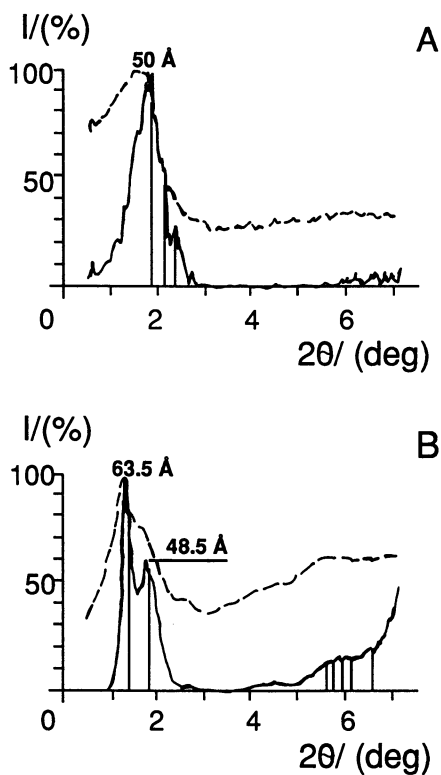 I/(%)
A
50 Å
100
50
0 2 4 6
2θ/ (deg)
I/(%)
B
63.5 Å
100
48.5 Å
50
0 2 4 6
2θ/ (deg)